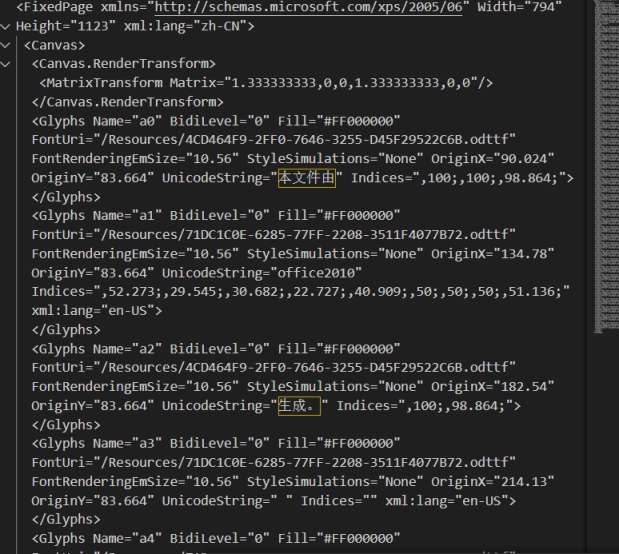 <FixedPage xmlns="http://schemas.microsoft.com/xps/2005/06" Width="794"
Height="1123" xml:lang="zh-CN">
<Canvas>
<Canvas.RenderTransform>
<MatrixTransform Matrix="1.333333333,0,0,1.333333333,0,0"/>
</Canvas.RenderTransform>
<Glyphs Name="a0" BidiLevel="0" Fill="#FF000000"
FontUri="/Resources/4CD464F9-2FF0-7646-3255-D45F29522C6B.odttf"
FontRenderingEmSize="10.56" StyleSimulations="None" OriginX="90.024"
OriginY="83.664" UnicodeString="本文件由" Indices=",100;,100;,98.864;">
</Glyphs>
<Glyphs Name="a1" BidiLevel="0" Fill="#FF000000"
FontUri="/Resources/71DC1C0E-6285-77FF-2208-3511F4077B72.odttf"
FontRenderingEmSize="10.56" StyleSimulations="None" OriginX="134.78"
OriginY="83.664" UnicodeString="office2010"
Indices=",52.273;,29.545;,30.682;,22.727;,40.909;,50;,50;,50;,51.136;"
xml:lang="en-US">
</Glyphs>
<Glyphs Name="a2" BidiLevel="0" Fill="#FF000000"
FontUri="/Resources/4CD464F9-2FF0-7646-3255-D45F29522C6B.odttf"
FontRenderingEmSize="10.56" StyleSimulations="None" OriginX="182.54"
OriginY="83.664" UnicodeString="生成。" Indices=",100;,98.864;">
</Glyphs>
<Glyphs Name="a3" BidiLevel="0" Fill="#FF000000"
FontUri="/Resources/71DC1C0E-6285-77FF-2208-3511F4077B72.odttf"
FontRenderingEmSize="10.56" StyleSimulations="None" OriginX="214.13"
OriginY="83.664" UnicodeString=" " Indices="" xml:lang="en-US">
</Glyphs>
<Glyphs Name="a4" BidiLevel="0" Fill="#FF000000"